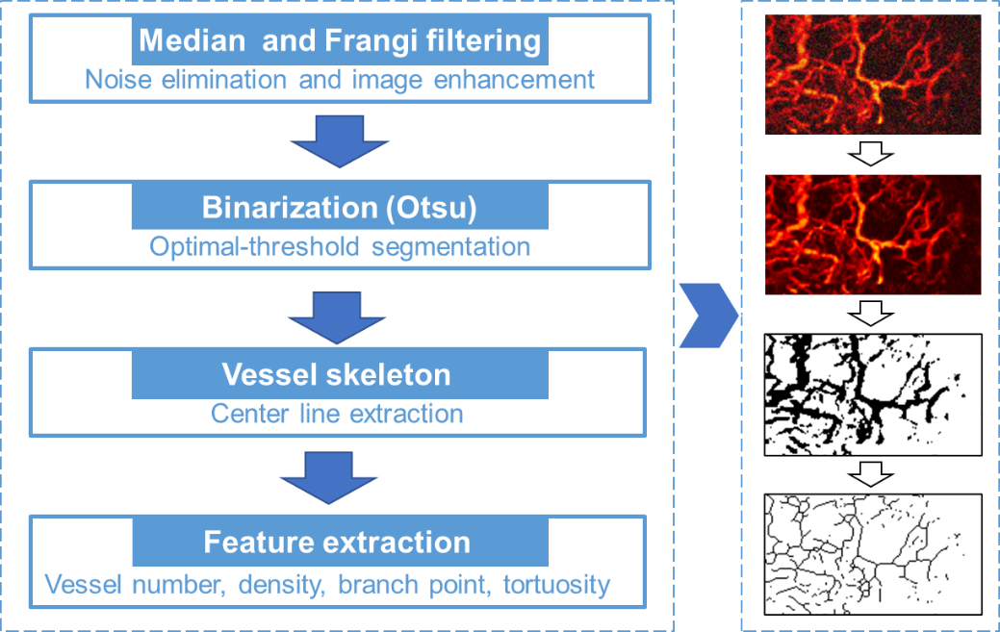 Median and Frangi filtering
Noise elimination and image enhancement
Binarization (Otsu)
Optimal-threshold segmentation
Vessel skeleton
Center line extraction
Feature extraction
Vessel number, density, branch point, tortuosity